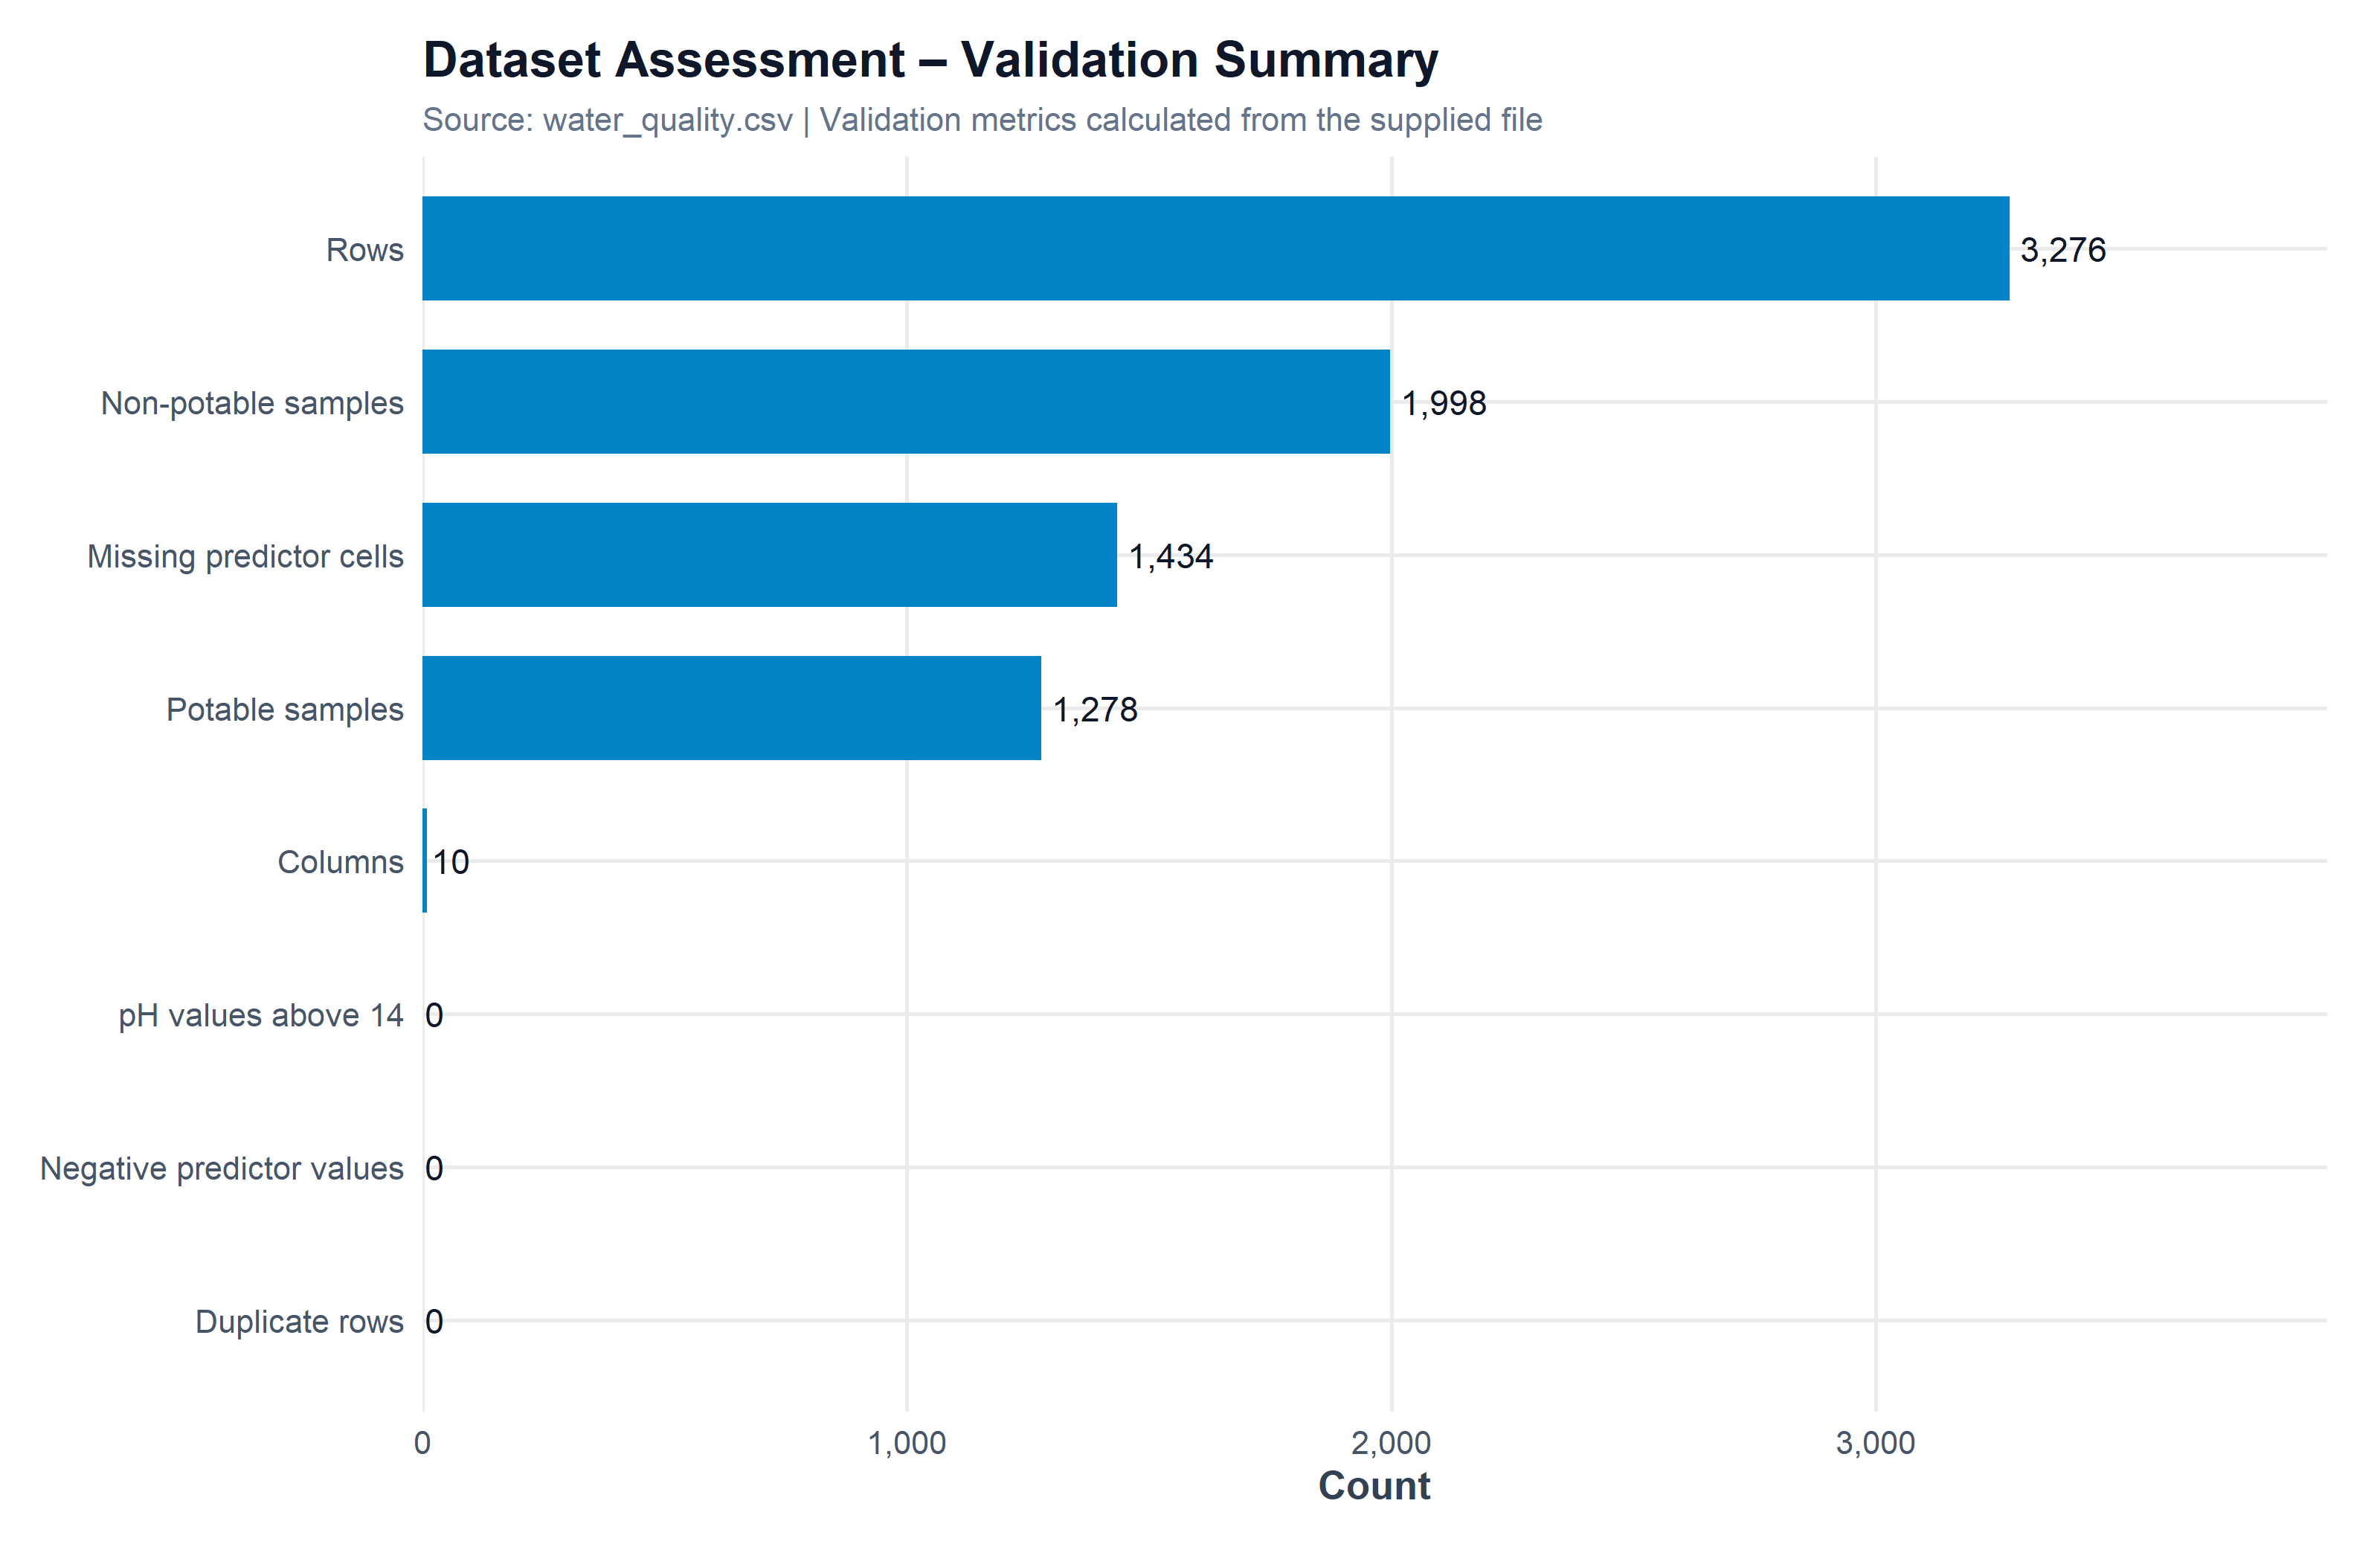 Dataset Assessment – Validation Summary
Source: water_quality.csv | Validation metrics calculated from the supplied file
Rows 3,276
Non-potable samples 1,998
Missing predictor cells 1,434
Potable samples 1,278
Columns 10
pH values above 14 0
Negative predictor values 0
Duplicate rows 0
0 1,000 2,000 3,000
Count